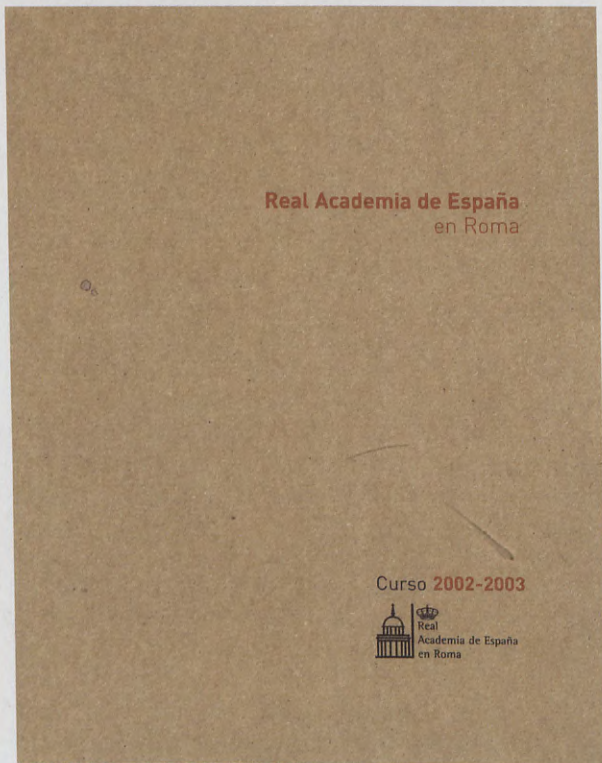 Real Academia de España
en Roma
Curso 2002-2003
Real
Academia de España
en Roma